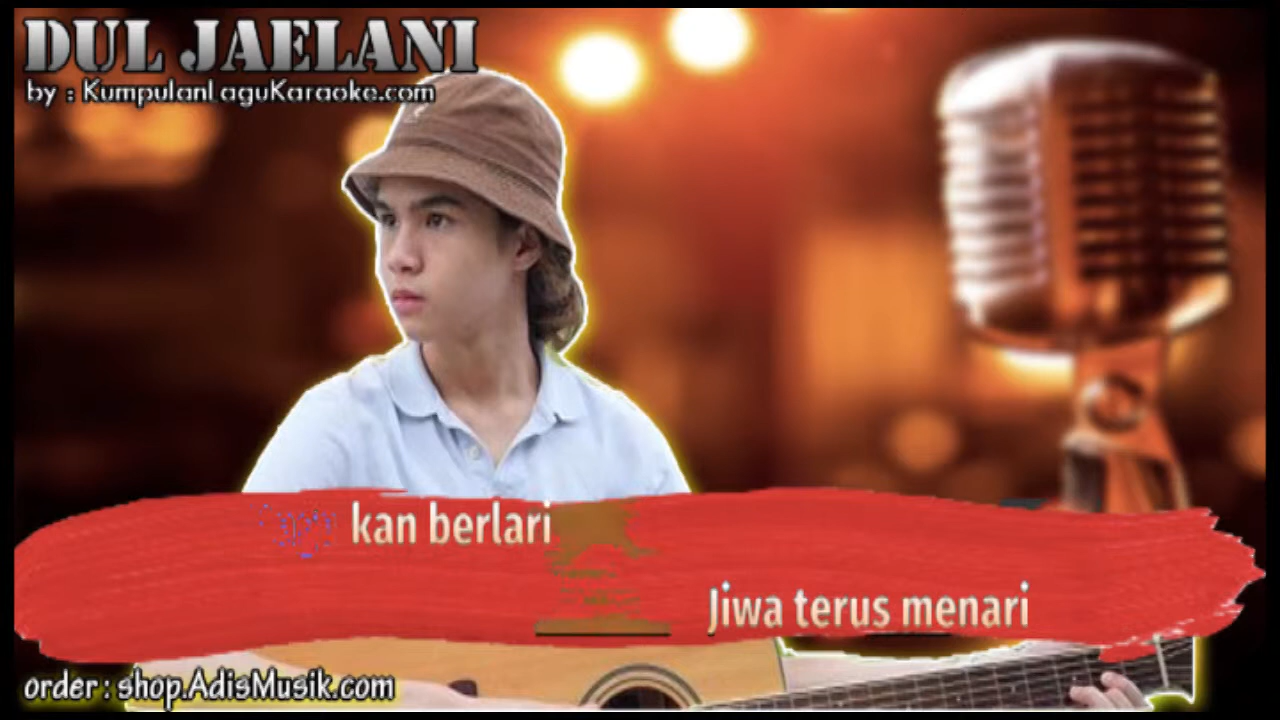 DUL JAELANI
by : KumpulanLaguKaraoke.com
kan berlari
Jiwa terus menari
order : shop.AdisMusik.com